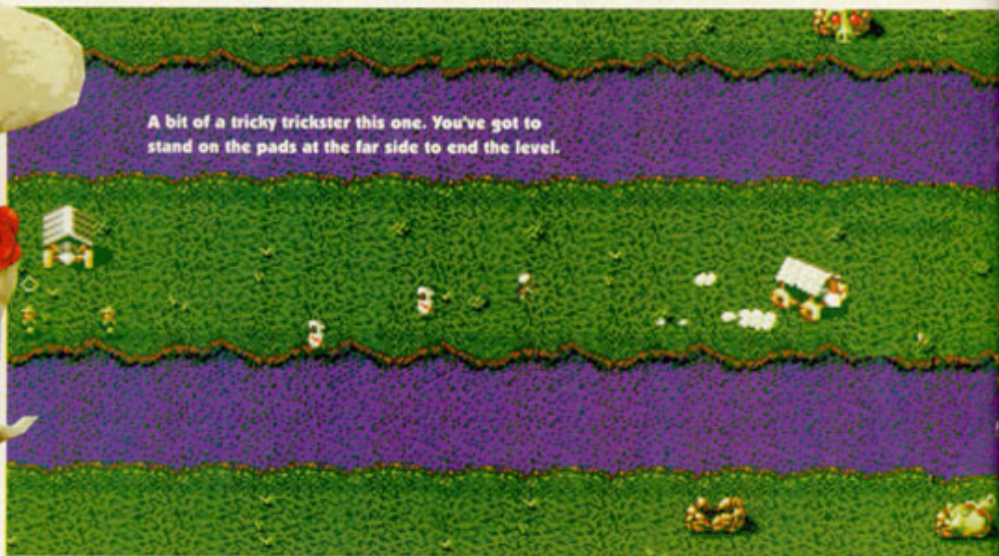 A bit of a tricky trickster this one. You've got to
stand on the pads at the far side to end the level.